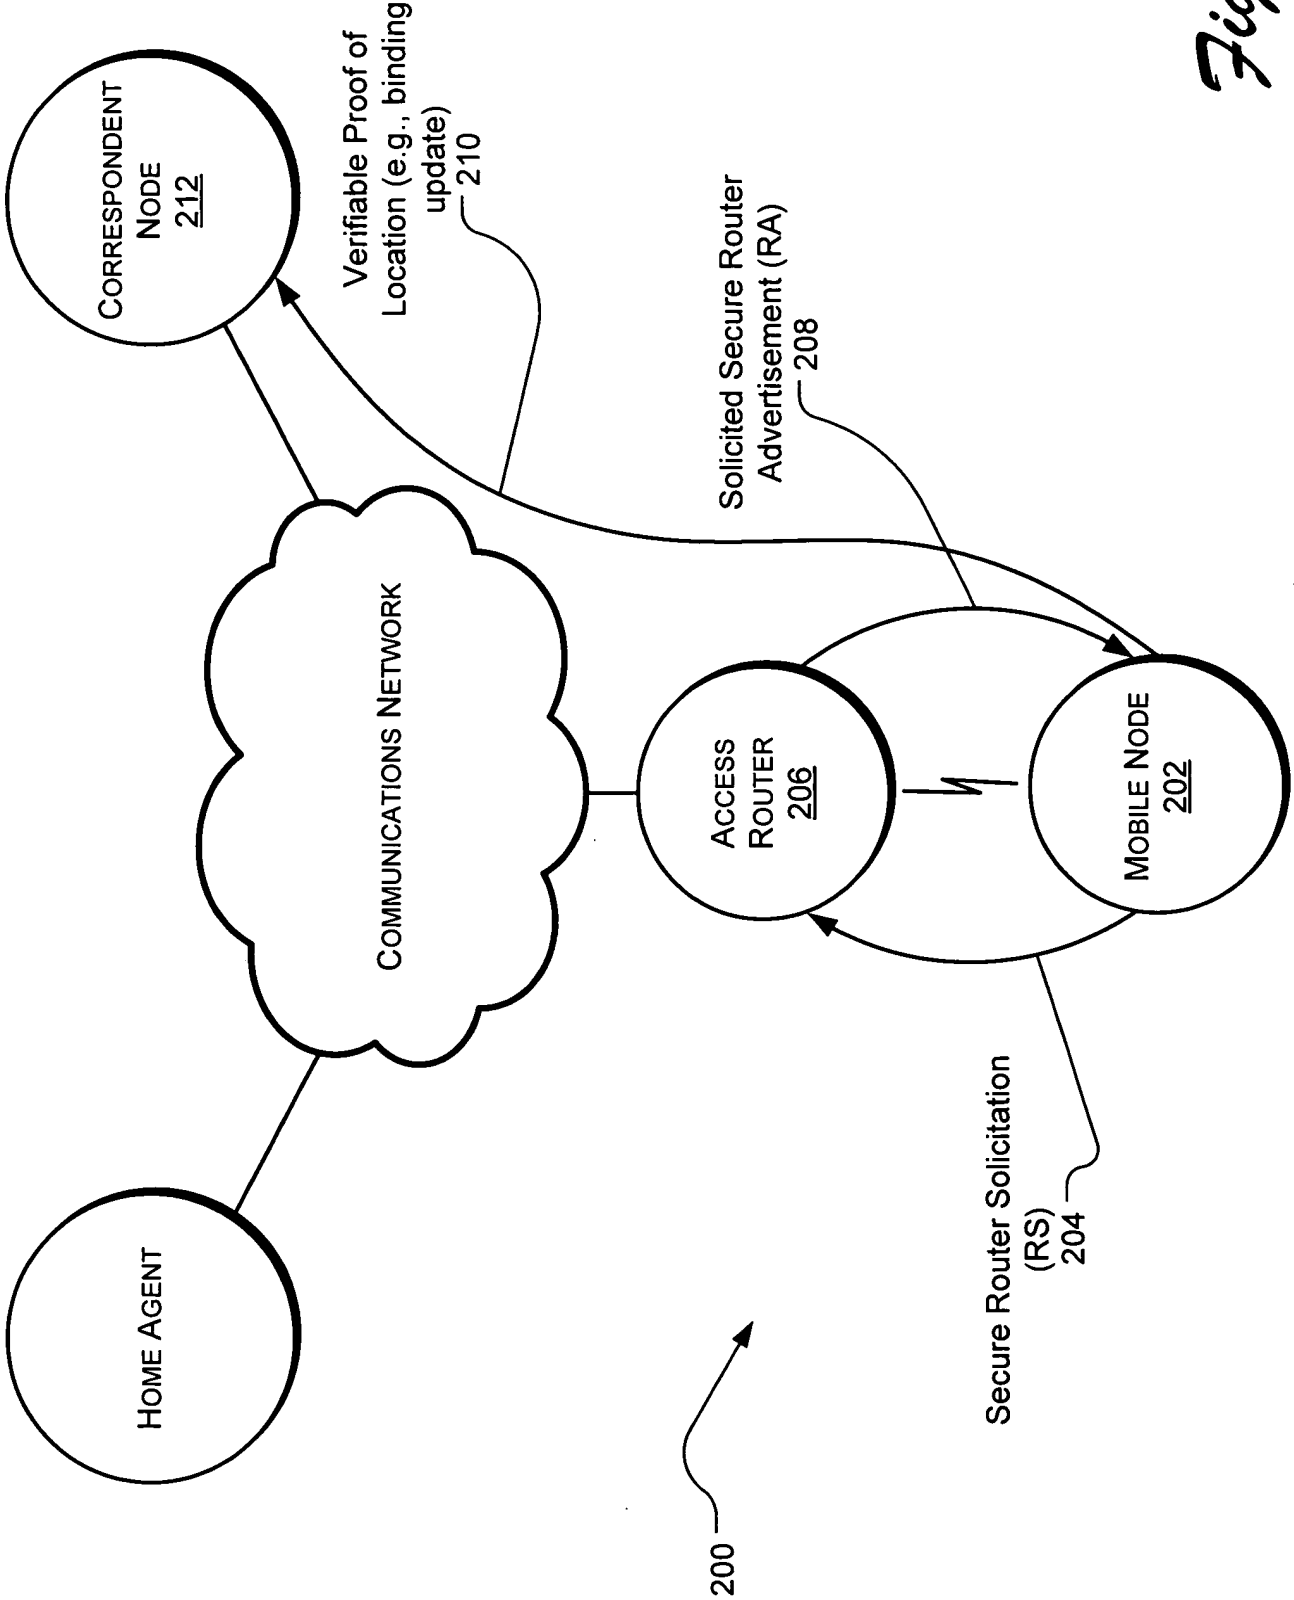 HOME AGENT
CORRESPONDENT
NODE
212
COMMUNICATIONS NETWORK
Verifiable Proof of
Location (e.g., binding
update)
210
200
ACCESS
ROUTER
206
Solicited Secure Router
Advertisement (RA)
208
Secure Router Solicitation
(RS)
204
MOBILE NODE
202